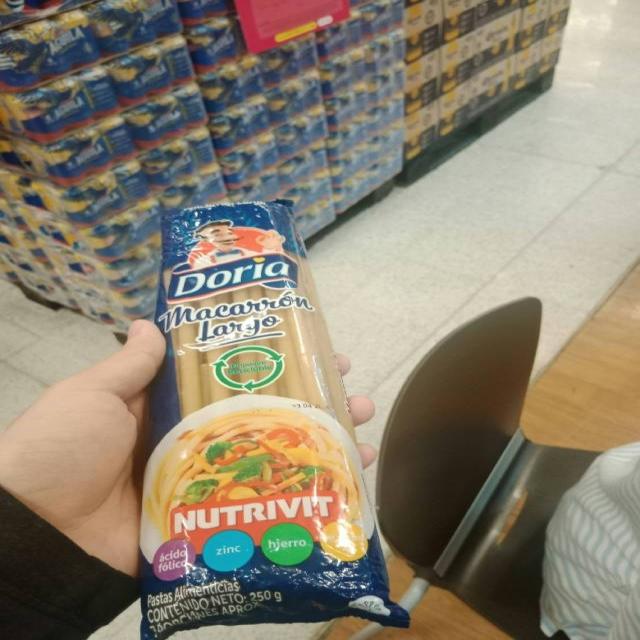 Doria
Macarrón
Largo
NUTRIVIT
ácido
fólico
zinc
hierro
Pastas Alimenticias
CONTENIDO NETO: 250 g